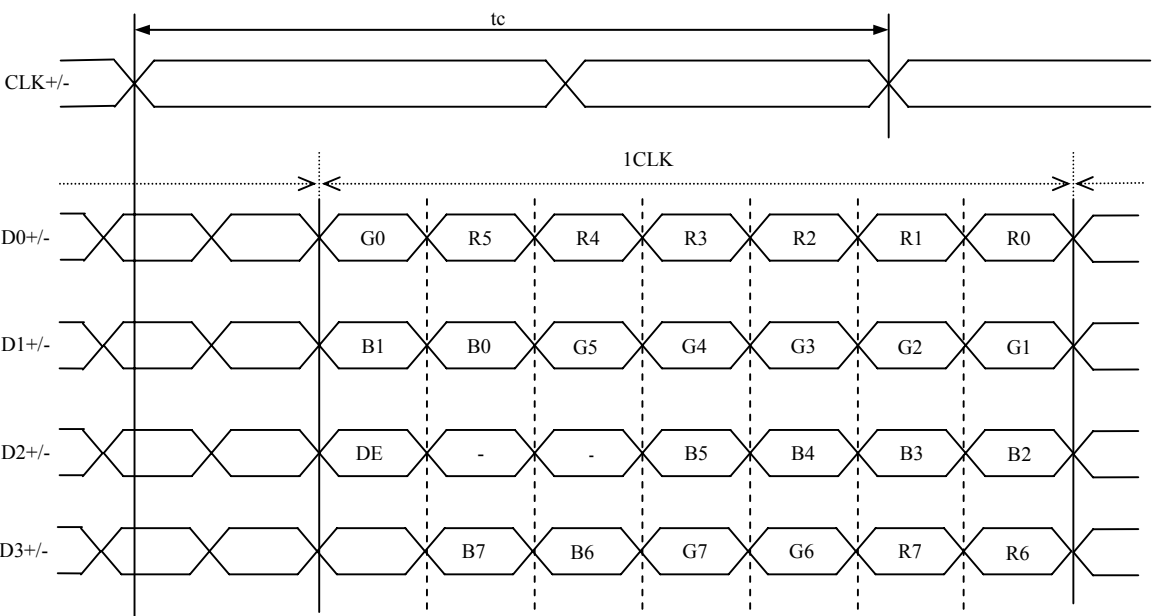 tc
CLK+/-
1CLK
D0+/- G0 R5 R4 R3 R2 R1 R0
D1+/- B1 B0 G5 G4 G3 G2 G1
D2+/- DE - - B5 B4 B3 B2
D3+/- B7 B6 G7 G6 R7 R6